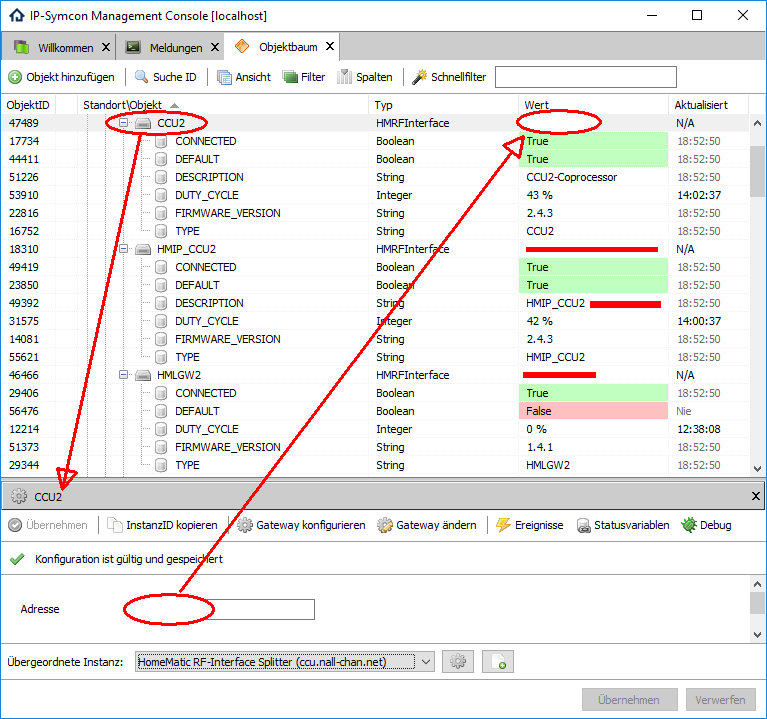 IP-Symcon Management Console [localhost]
Willkommen Meldungen Objektbaum
Objekt hinzufügen Suche ID Ansicht Filter Spalten Schnellfilter
ObjektID Standort\Objekt Typ Wert Aktualisiert
47489 CCU2 HMRFInterface N/A
17734 CONNECTED Boolean True 18:52:50
44411 DEFAULT Boolean True 18:52:50
51226 DESCRIPTION String CCU2-Coprocessor 18:52:50
53910 DUTY_CYCLE Integer 43 % 14:02:37
22816 FIRMWARE_VERSION String 2.4.3 18:52:50
16752 TYPE String CCU2 18:52:50
18310 HMIP_CCU2 HMRFInterface N/A
49419 CONNECTED Boolean True 18:52:50
23850 DEFAULT Boolean True 18:52:50
49392 DESCRIPTION String HMIP_CCU2 18:52:50
31575 DUTY_CYCLE Integer 42 % 14:00:37
14081 FIRMWARE_VERSION String 2.4.3 18:52:50
55621 TYPE String HMIP_CCU2 18:52:50
46466 HMLGW2 HMRFInterface N/A
29406 CONNECTED Boolean True 18:52:50
56476 DEFAULT Boolean False Nie
12214 DUTY_CYCLE Integer 0 % 12:38:08
51373 FIRMWARE_VERSION String 1.4.1 18:52:50
29344 TYPE String HMLGW2 18:52:50
CCU2
Übernehmen InstanzID kopieren Gateway konfigurieren Gateway ändern Ereignisse Statusvariablen Debug
Konfiguration ist gültig und gespeichert
Adresse
Übergeordnete Instanz: HomeMatic RF-Interface Splitter (ccu.nall-chan.net)
Übernehmen Verwerfen